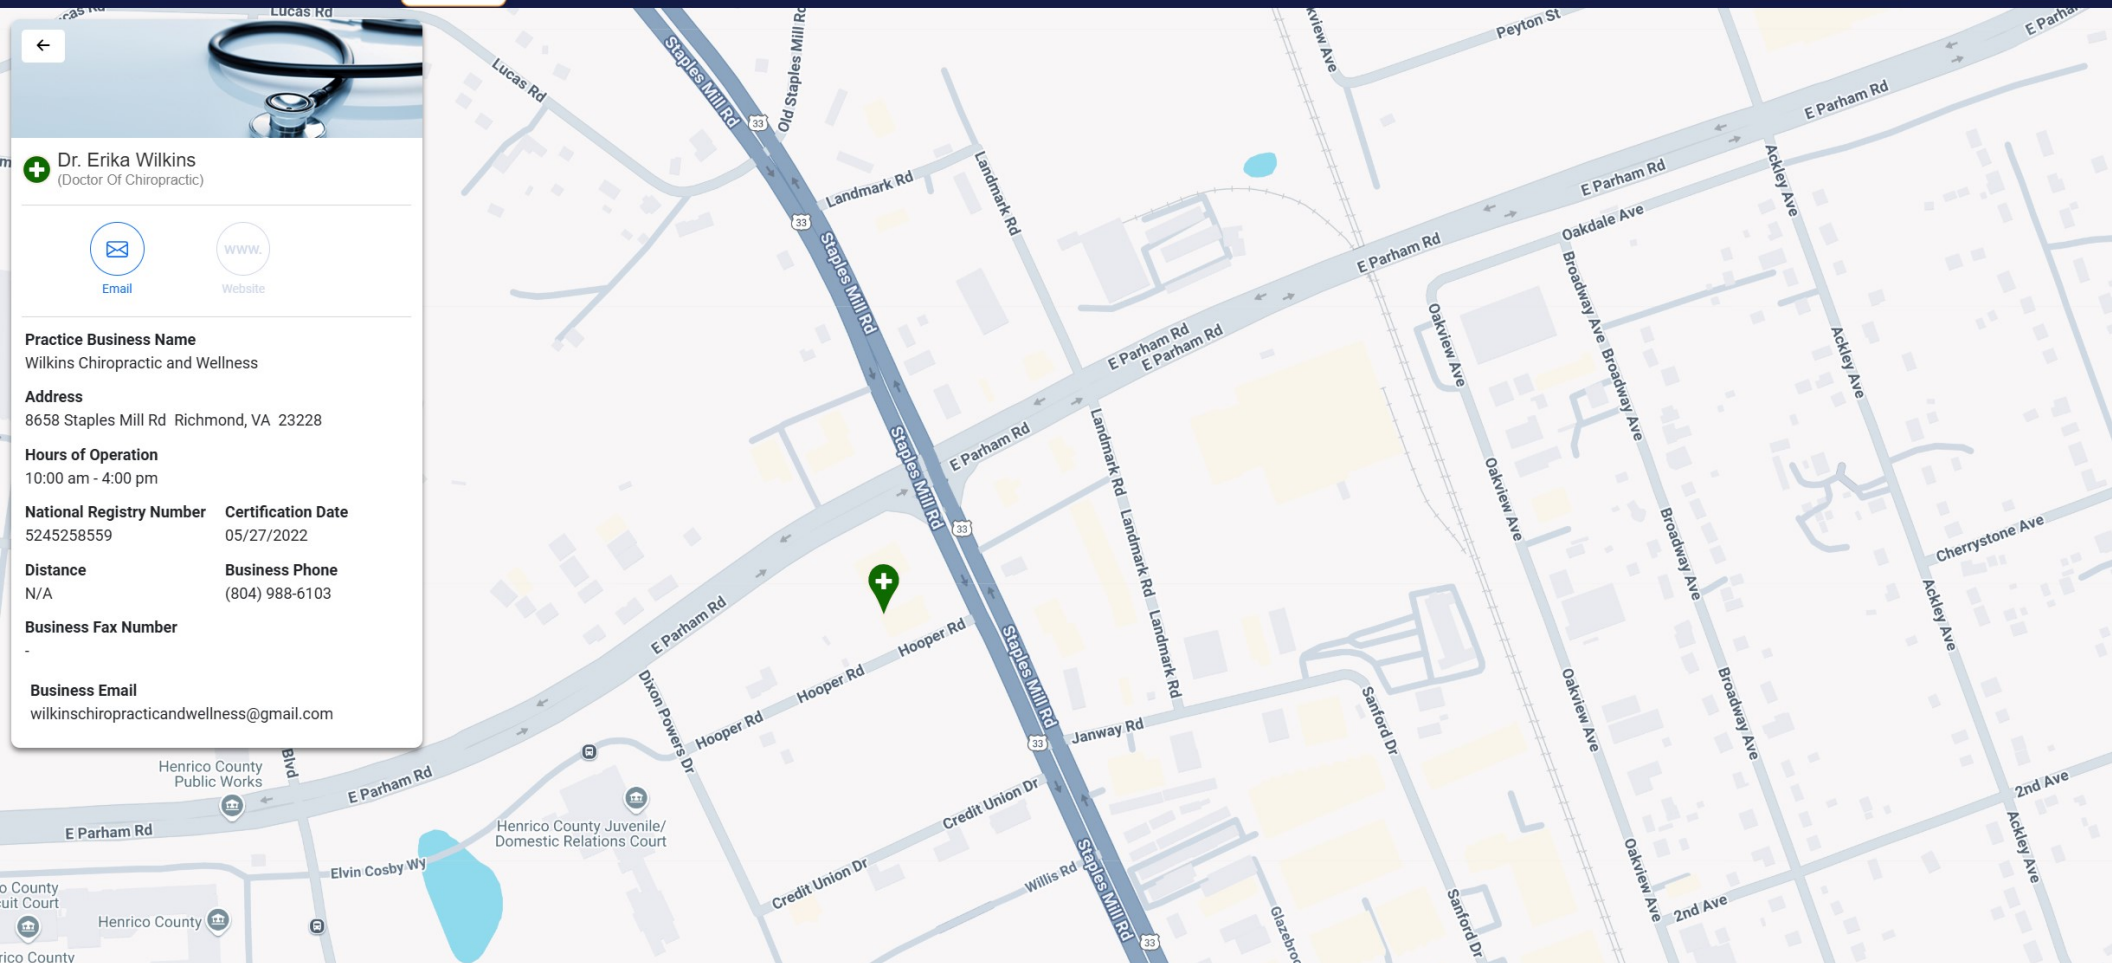 Dr. Erika Wilkins
(Doctor Of Chiropractic)
www.
Email
Website
Practice Business Name
Wilkins Chiropractic and Wellness
Address
8658 Staples Mill Rd  Richmond, VA  23228
Hours of Operation
10:00 am - 4:00 pm
National Registry Number
5245258559
Certification Date
05/27/2022
Distance
N/A
Business Phone
(804) 988-6103
Business Fax Number
-
Business Email
wilkinschiropracticandwellness@gmail.com
Lucas Rd
Lucas Rd
Staples Mill Rd
33
Old Staples Mill Rd
Landmark Rd
Landmark Rd
33
Staples Mill Rd
Peyton St
E Parham Rd
E Parham Rd
E Parham Rd
E Parham Rd
Oakdale Ave
Ackley Ave
E Parham Rd
E Parham Rd
E Parham Rd
Staples Mill Rd
33
Landmark Rd
Landmark Rd
Landmark Rd
Oakview Ave
Oakview Ave
Oakview Ave
Oakview Ave
Broadway Ave
Broadway Ave
Broadway Ave
Broadway Ave
Ackley Ave
Ackley Ave
Ackley Ave
Cherrystone Ave
2nd Ave
2nd Ave
E Parham Rd
Hooper Rd
Hooper Rd
Hooper Rd
Dixon Powers Dr
Staples Mill Rd
33
Janway Rd
Sanford Dr
Sanford Dr
Credit Union Dr
Credit Union Dr
Willis Rd
Staples Mill Rd
33
Blvd
Henrico County
Public Works
E Parham Rd
E Parham Rd
Henrico County Juvenile/
Domestic Relations Court
Elvin Cosby Wy
Henrico County